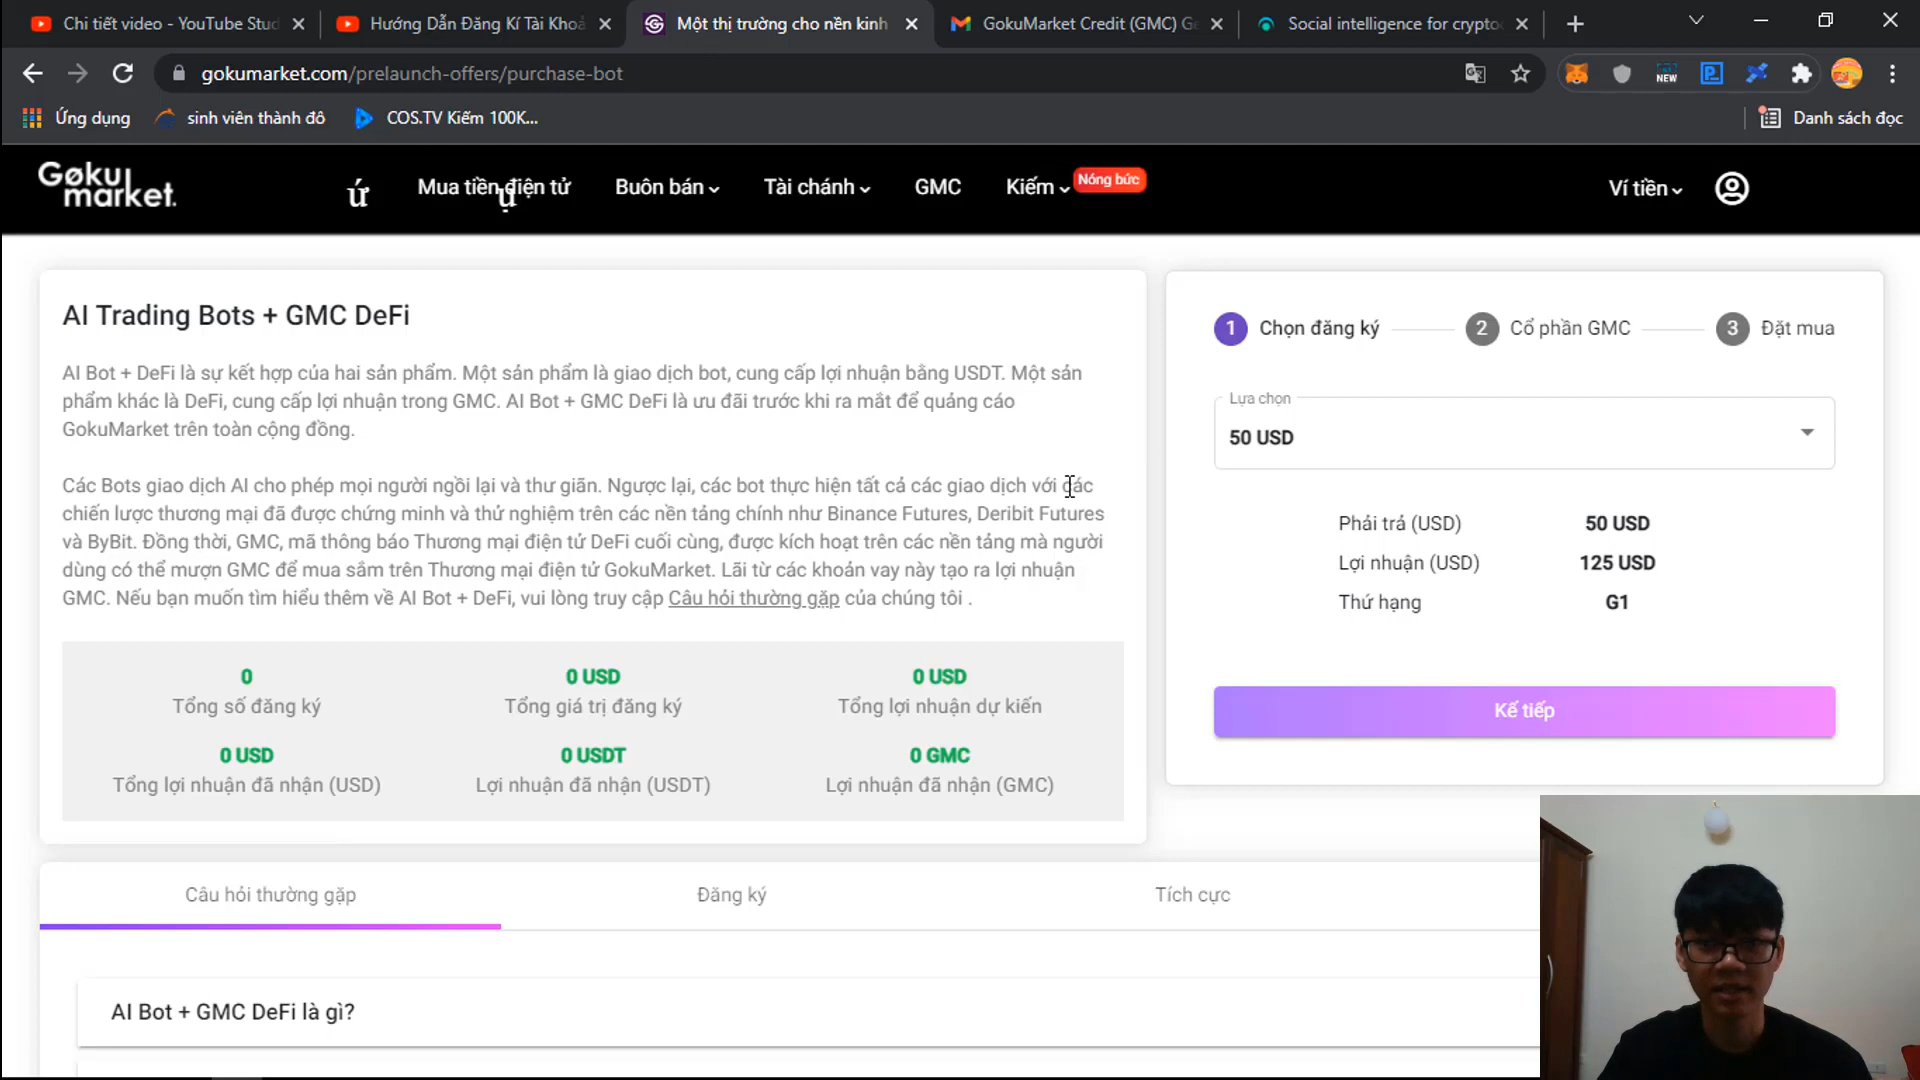 Chi tiết video - YouTube Stud
Hướng Dẫn Đăng Kí Tài Khoả
Một thị trường cho nền kinh
GokuMarket Credit (GMC) Ge
Social intelligence for crypto
gokumarket.com/prelaunch-offers/purchase-bot
NEW
Ứng dụng
sinh viên thành đô
COS.TV Kiếm 100K...
Danh sách đọc
Gøku market.
ứ
Mua tiền điện tử
ụ
Buôn bán
Tài chánh
GMC
Kiếm
Nóng bức
Ví tiền
AI Trading Bots + GMC DeFi
AI Bot + DeFi là sự kết hợp của hai sản phẩm. Một sản phẩm là giao dịch bot, cung cấp lợi nhuận bằng USDT. Một sản
phẩm khác là DeFi, cung cấp lợi nhuận trong GMC. AI Bot + GMC DeFi là ưu đãi trước khi ra mắt để quảng cáo
GokuMarket trên toàn cộng đồng.
Các Bots giao dịch AI cho phép mọi người ngồi lại và thư giãn. Ngược lại, các bot thực hiện tất cả các giao dịch với các
chiến lược thương mại đã được chứng minh và thử nghiệm trên các nền tảng chính như Binance Futures, Deribit Futures
và ByBit. Đồng thời, GMC, mã thông báo Thương mại điện tử DeFi cuối cùng, được kích hoạt trên các nền tảng mà người
dùng có thể mượn GMC để mua sắm trên Thương mại điện tử GokuMarket. Lãi từ các khoản vay này tạo ra lợi nhuận
GMC. Nếu bạn muốn tìm hiểu thêm về AI Bot + DeFi, vui lòng truy cập Câu hỏi thường gặp của chúng tôi .
0
Tổng số đăng ký
0 USD
Tổng giá trị đăng ký
0 USD
Tổng lợi nhuận dự kiến
0 USD
Tổng lợi nhuận đã nhận (USD)
0 USDT
Lợi nhuận đã nhận (USDT)
0 GMC
Lợi nhuận đã nhận (GMC)
1 Chọn đăng ký
2 Cổ phần GMC
3 Đặt mua
Lựa chọn
50 USD
Phải trả (USD) 50 USD
Lợi nhuận (USD) 125 USD
Thứ hạng G1
Kế tiếp
Câu hỏi thường gặp
Đăng ký
Tích cực
AI Bot + GMC DeFi là gì?